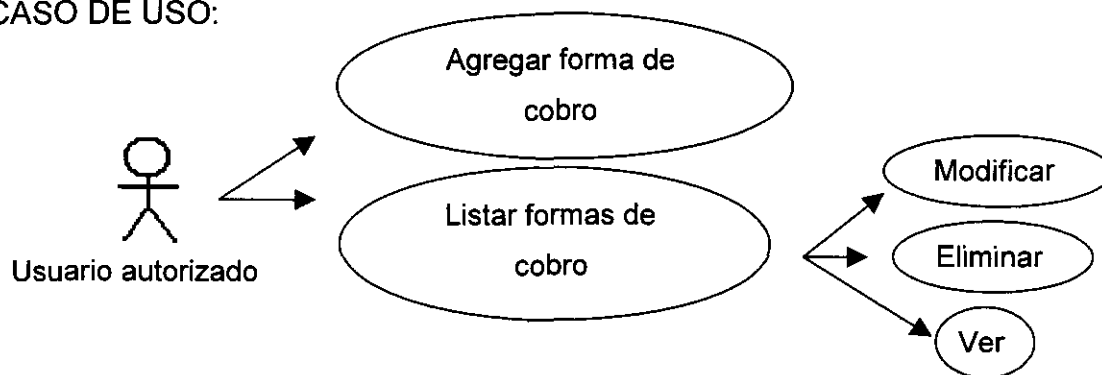 CASO DE USO:
Agregar forma de
cobro
Listar formas de
cobro
Usuario autorizado
Modificar
Eliminar
Ver